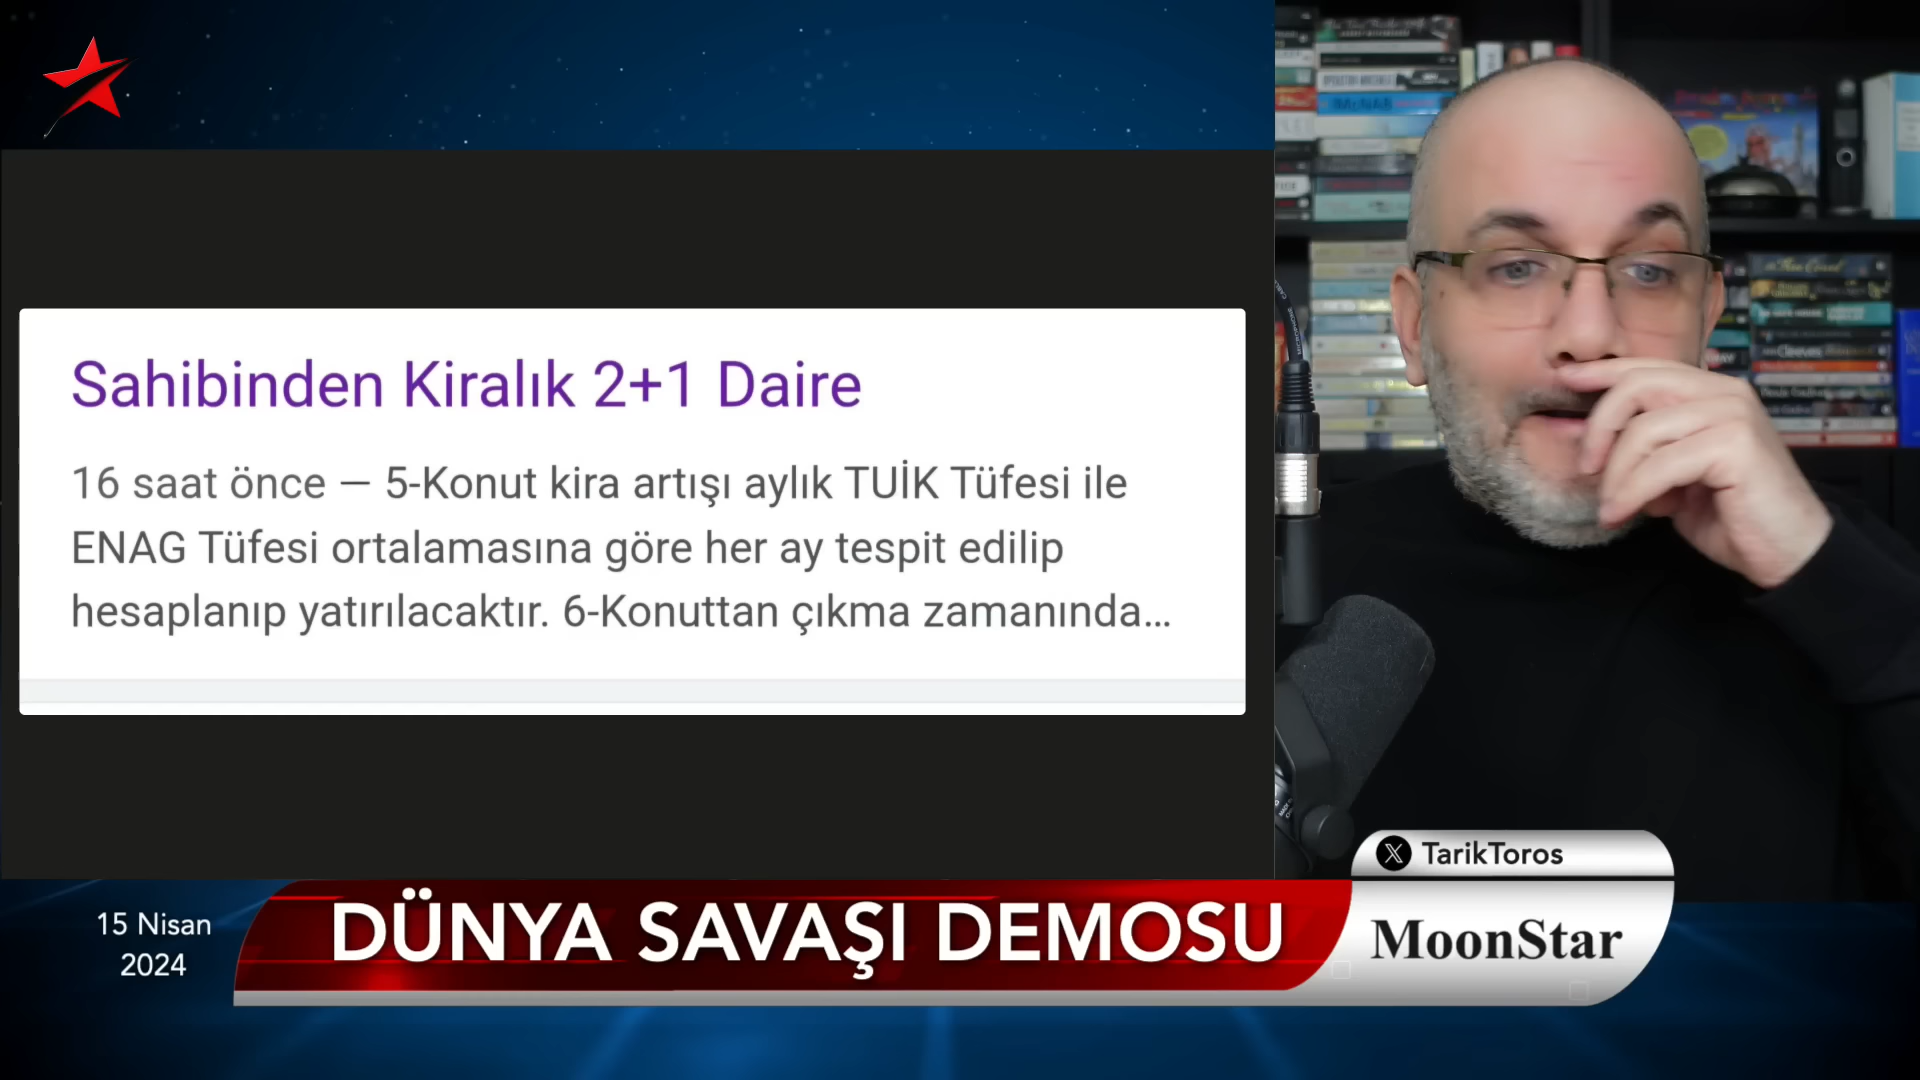 Sahibinden Kiralık 2+1 Daire
16 saat önce — 5-Konut kira artışı aylık TUİK Tüfesi ile
ENAG Tüfesi ortalamasına göre her ay tespit edilip
hesaplanıp yatırılacaktır. 6-Konuttan çıkma zamanında...
TarikToros
15 Nisan
2024
DÜNYA SAVAŞI DEMOSU
MoonStar